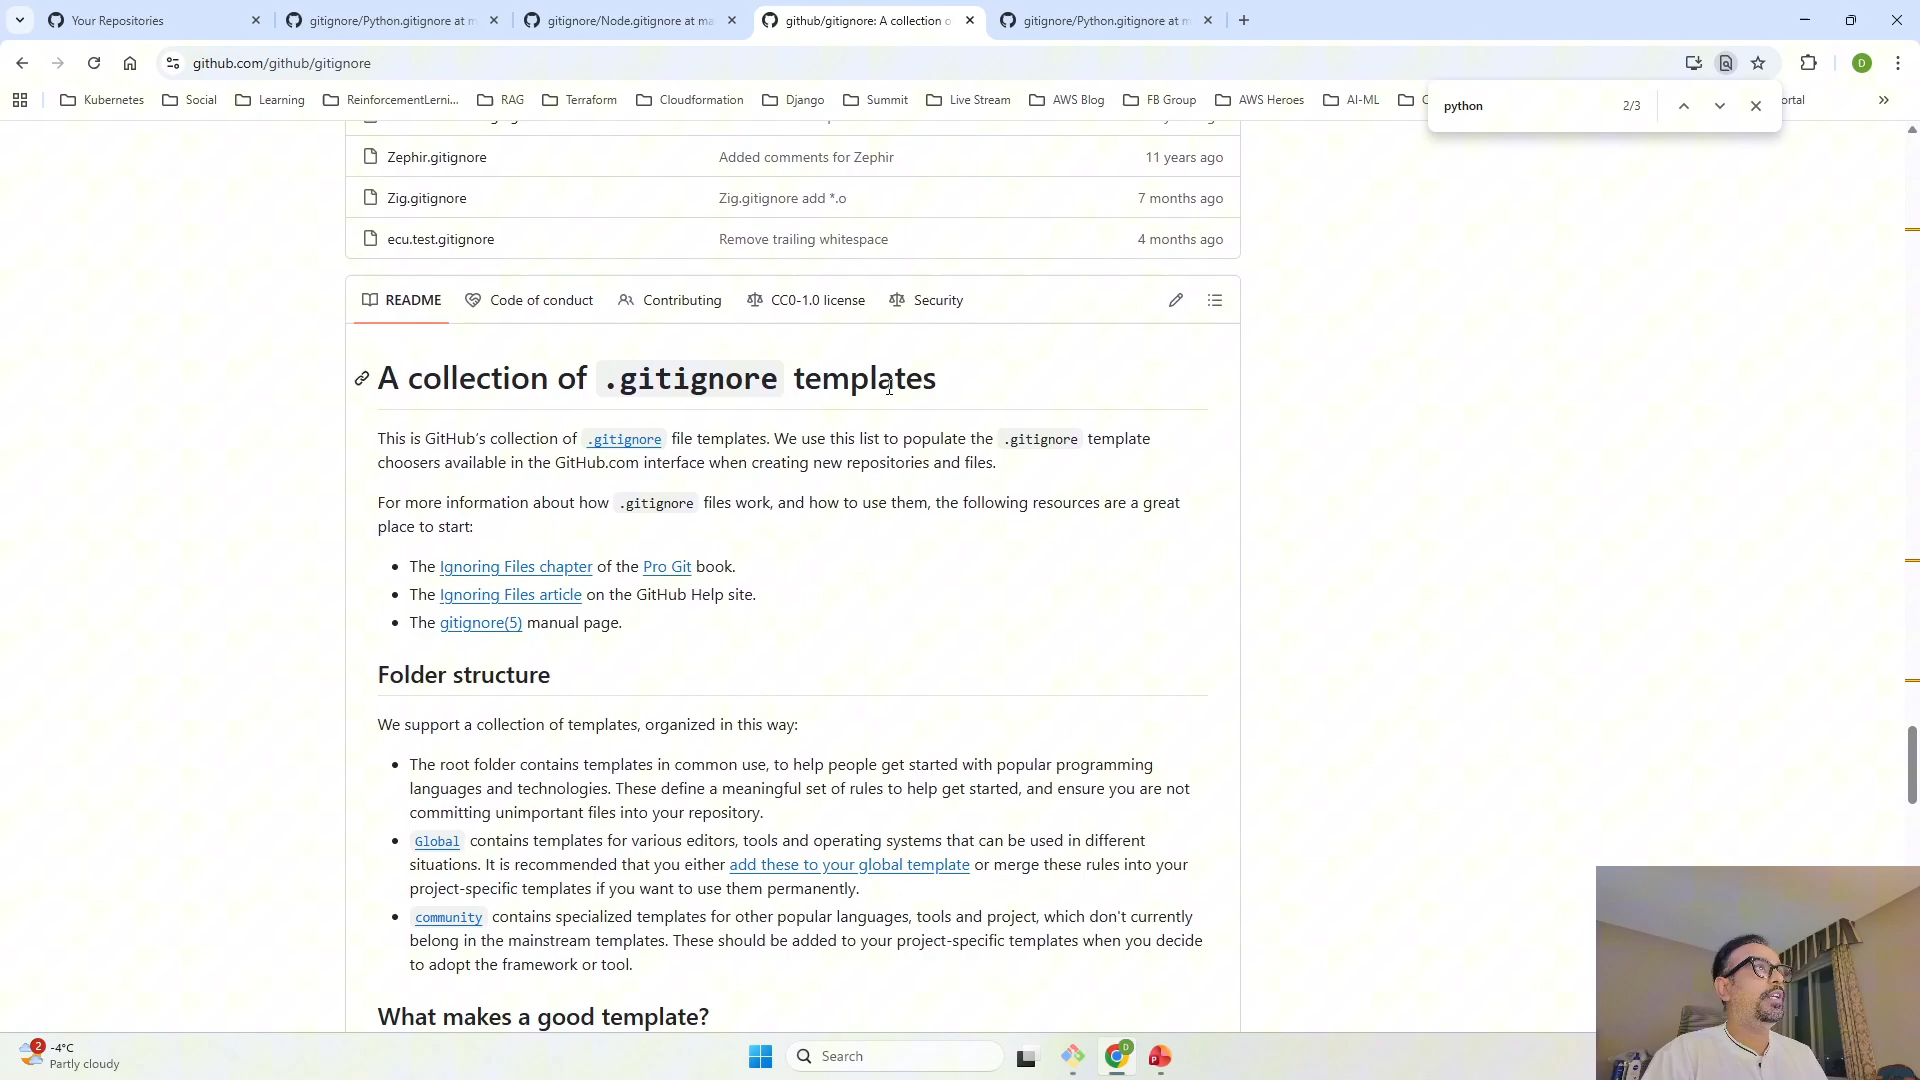 Your Repositories
gitignore/Python.gitignore at m
gitignore/Node.gitignore at ma
github/gitignore: A collection o
gitignore/Python.gitignore at m
github.com/github/gitignore
Kubernetes
Social
Learning
ReinforcementLerni...
RAG
Terraform
Cloudformation
Django
Summit
Live Stream
AWS Blog
FB Group
AWS Heroes
AI-ML
python
2/3
Zephir.gitignore Added comments for Zephir 11 years ago
Zig.gitignore Zig.gitignore add *.o 7 months ago
ecu.test.gitignore Remove trailing whitespace 4 months ago
README Code of conduct Contributing CC0-1.0 license Security
A collection of .gitignore templates
This is GitHub's collection of .gitignore file templates. We use this list to populate the .gitignore template
choosers available in the GitHub.com interface when creating new repositories and files.
For more information about how .gitignore files work, and how to use them, the following resources are a great
place to start:
• The Ignoring Files chapter of the Pro Git book.
• The Ignoring Files article on the GitHub Help site.
• The gitignore(5) manual page.
Folder structure
We support a collection of templates, organized in this way:
• The root folder contains templates in common use, to help people get started with popular programming
languages and technologies. These define a meaningful set of rules to help get started, and ensure you are not
committing unimportant files into your repository.
• Global contains templates for various editors, tools and operating systems that can be used in different
situations. It is recommended that you either add these to your global template or merge these rules into your
project-specific templates if you want to use them permanently.
• community contains specialized templates for other popular languages, tools and project, which don't currently
belong in the mainstream templates. These should be added to your project-specific templates when you decide
to adopt the framework or tool.
What makes a good template?
2
-4°C
Partly cloudy
Search
D
D